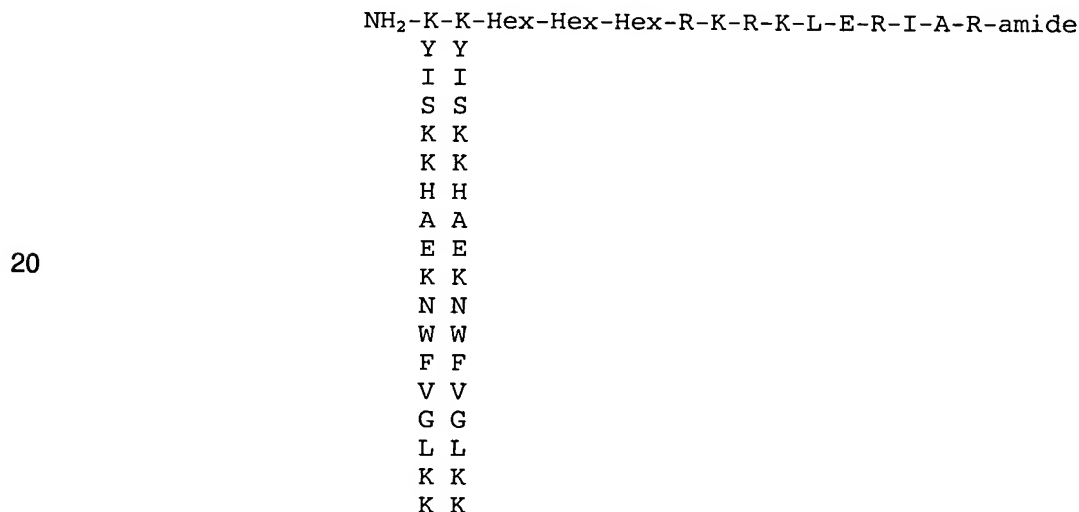 NH₂-K-K-Hex-Hex-Hex-R-K-R-K-L-E-R-I-A-R-amide
Y Y
I I
S S
K K
K K
H H
A A
20
E E
K K
N N
W W
F F
V V
G G
L L
K K
K K